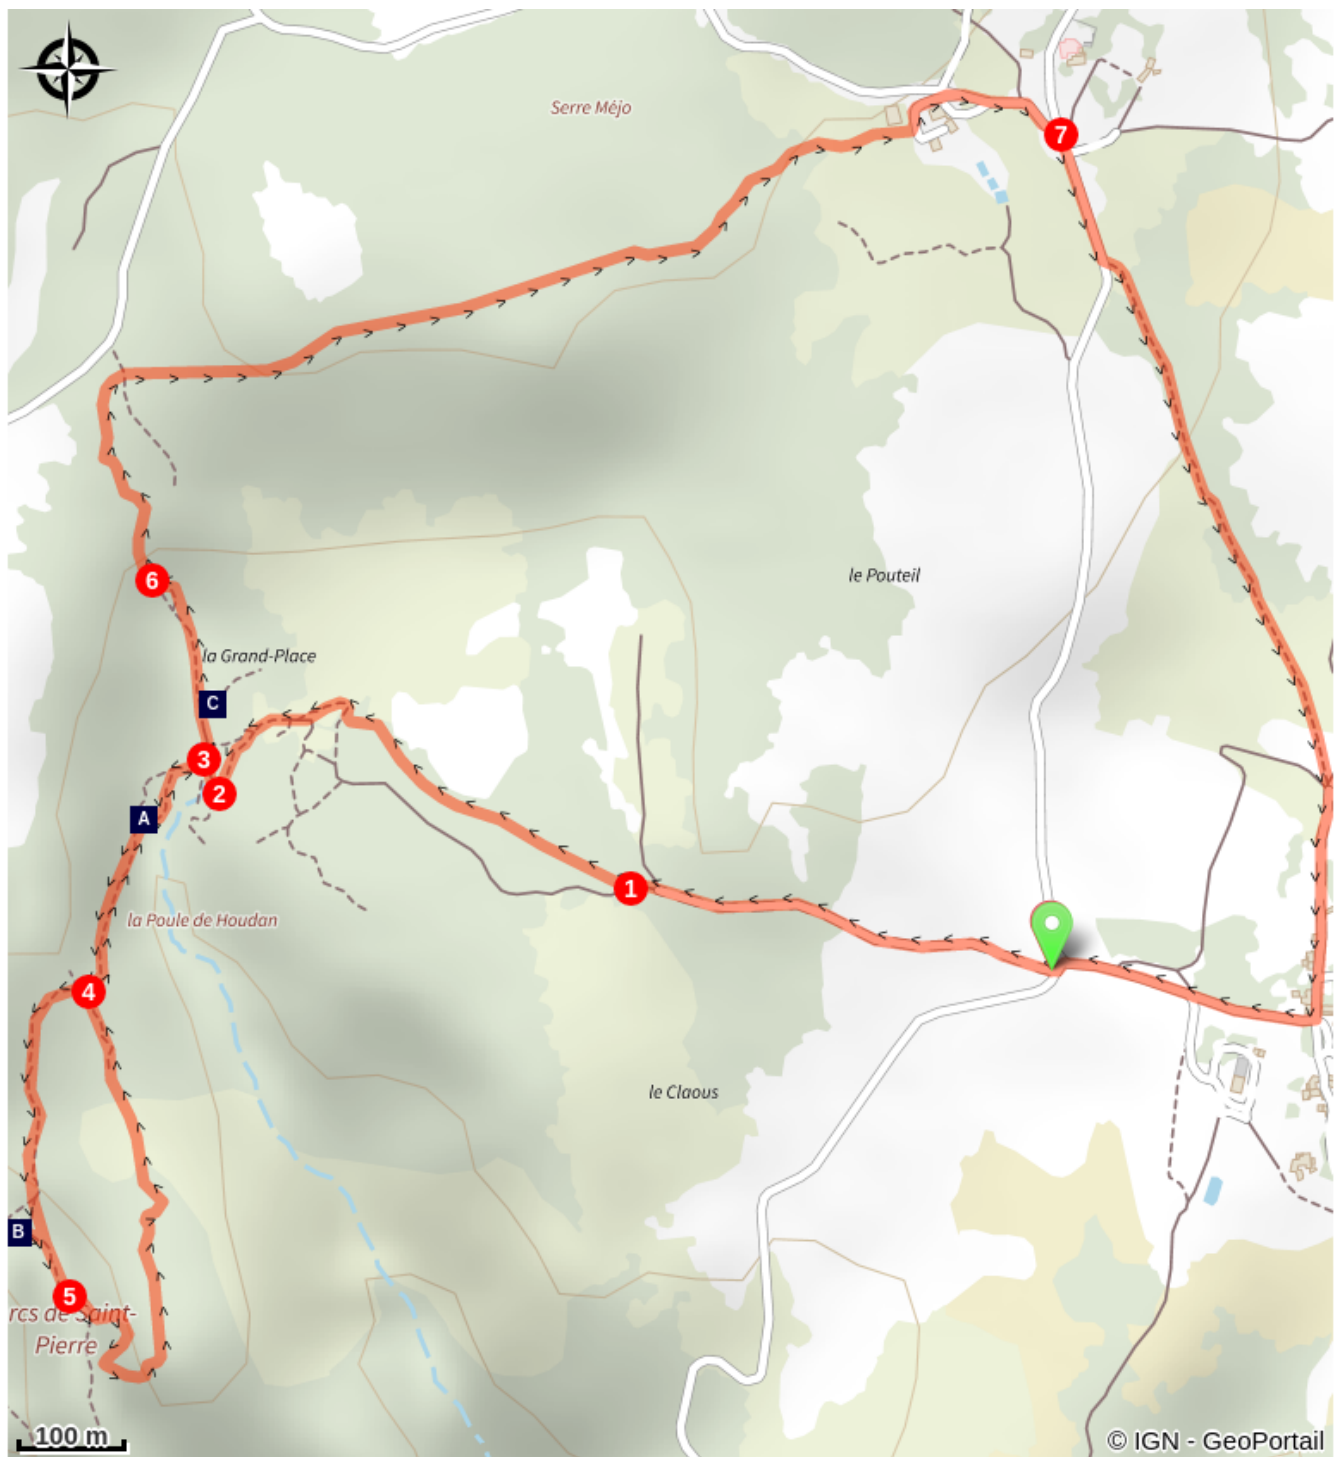 Serre Méjo
7
le Pouteil
6
la Grand-Place
C
3
2
A
1
la Poule de Houdan
4
le Claous
B
5
rcs de Saint-
Pierre
100 m
© IGN - GeoPortail